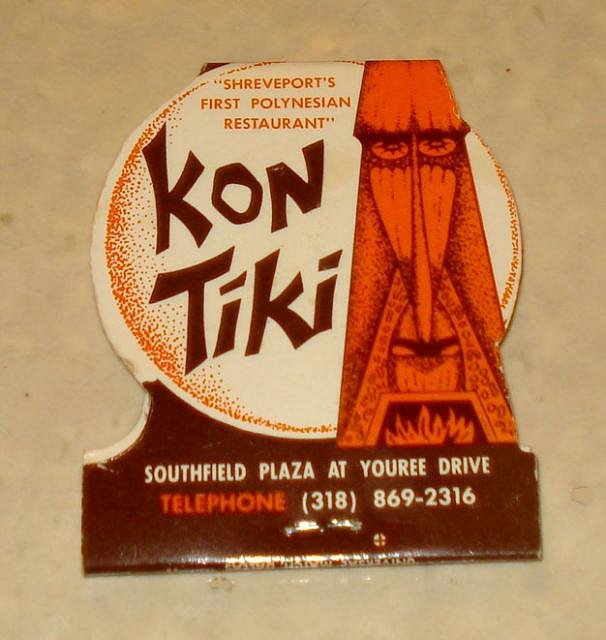 "SHREVEPORT'S
FIRST POLYNESIAN
RESTAURANT"
KON
TiKi
SOUTHFIELD PLAZA AT YOUREE DRIVE
TELEPHONE (318) 869-2316